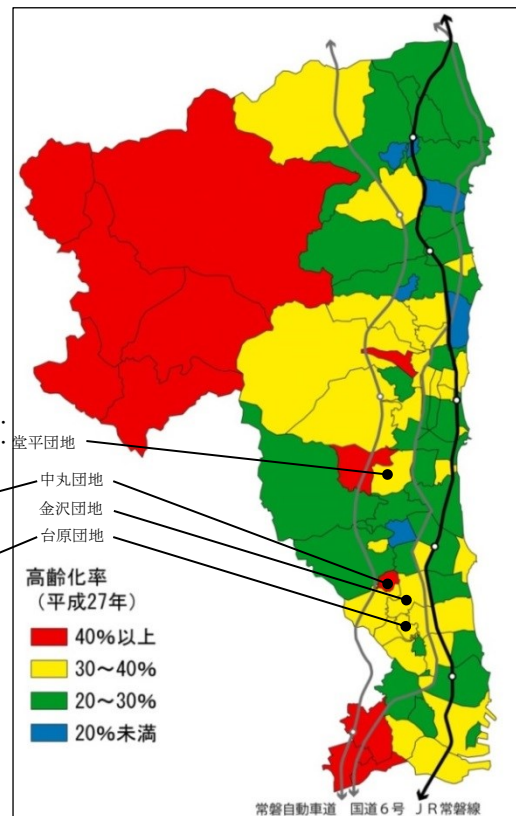 堂平団地
中丸団地
金沢団地
台原団地
高齢化率
（平成27年）
40%以上
30～40%
20～30%
20%未満
常磐自動車道 国道６号 ＪＲ常磐線